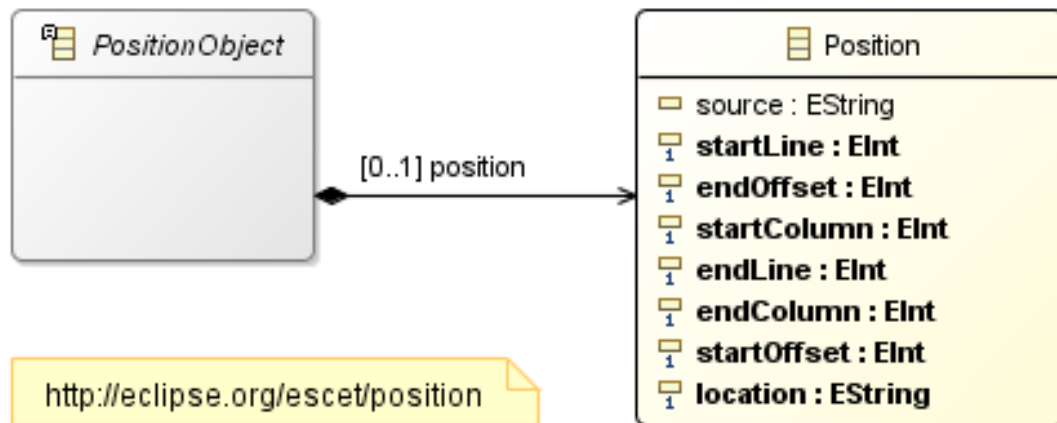 PositionObject
Position
source : EString
startLine : EInt
endOffset : EInt
startColumn : EInt
endLine : EInt
endColumn : EInt
startOffset : EInt
location : EString
[0..1] position
http://eclipse.org/escet/position